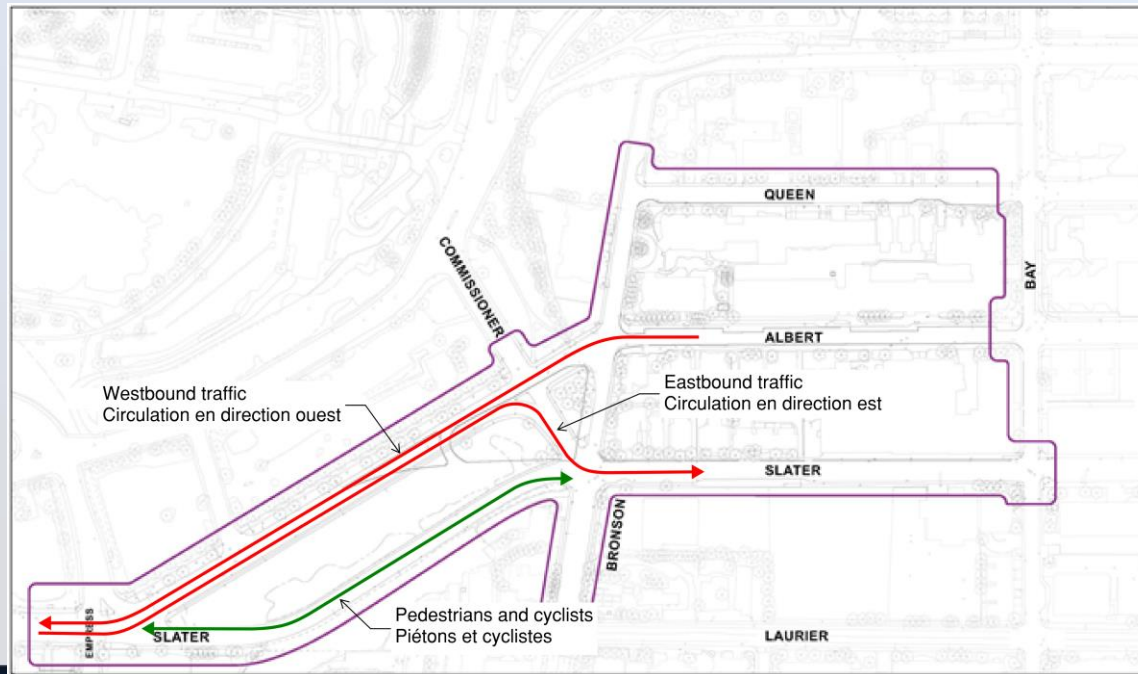 QUEEN
COMMISSIONER
BAY
ALBERT
Westbound traffic
Circulation en direction ouest
Eastbound traffic
Circulation en direction est
SLATER
BRONSON
Pedestrians and cyclists
Piétons et cyclistes
EMPRESS
SLATER
LAURIER